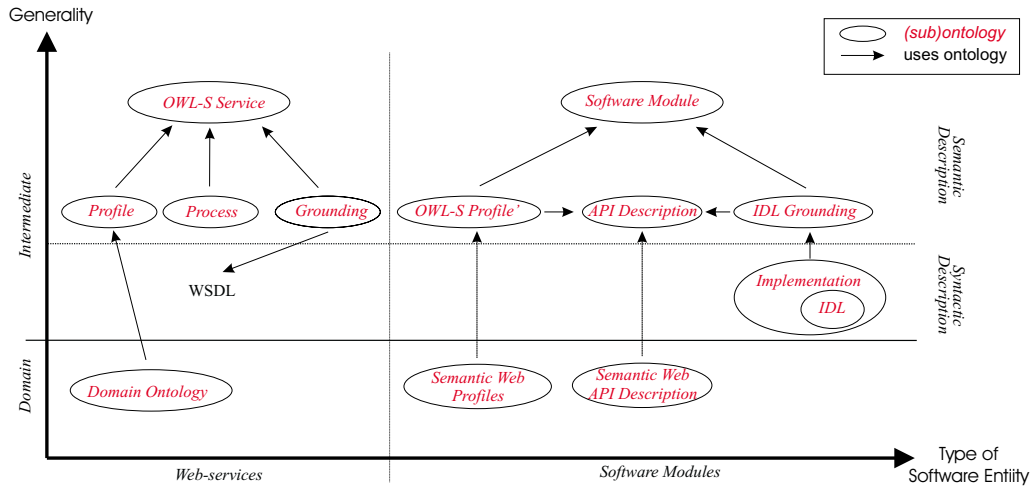 Generality
(sub)ontology
uses ontology
OWL-S Service
Software Module
Semantic
Description
Intermediate
Profile
Process
Grounding
OWL-S Profile'
API Description
IDL Grounding
WSDL
Implementation
IDL
Syntactic
Description
Domain
Domain Ontology
Semantic Web
Profiles
Semantic Web
API Description
Web-services
Software Modules
Type of
Software Entiity